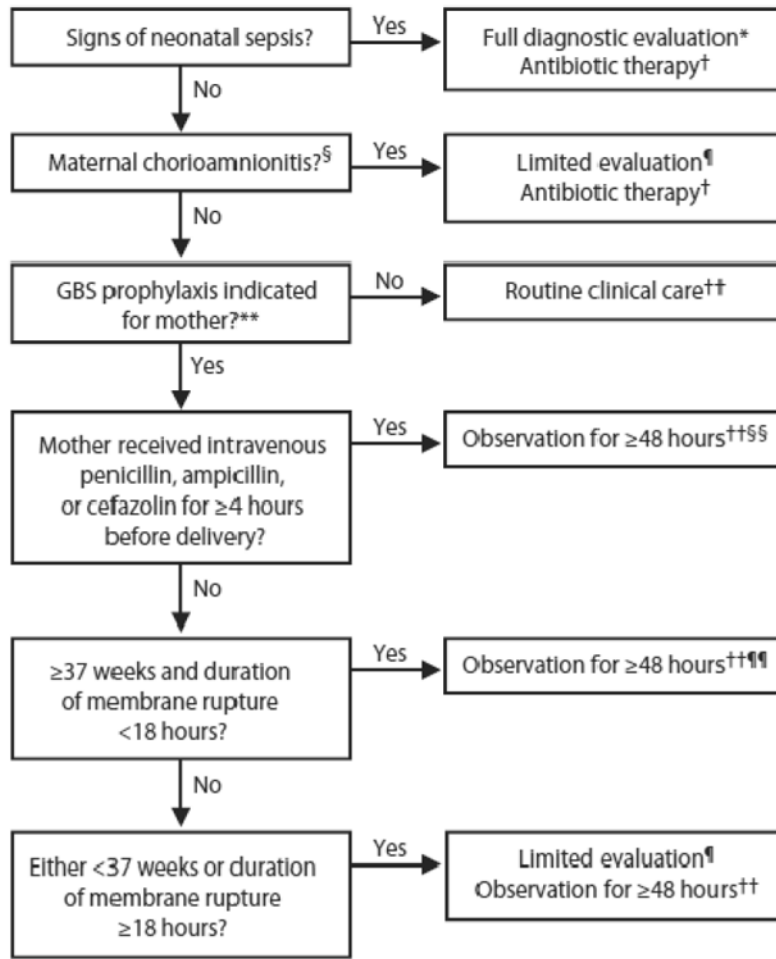 Signs of neonatal sepsis?
Yes
Full diagnostic evaluation*
Antibiotic therapy†
No
Maternal chorioamnionitis?§
Yes
Limited evaluation¶
Antibiotic therapy†
No
GBS prophylaxis indicated
for mother?**
No
Routine clinical care††
Yes
Mother received intravenous
penicillin, ampicillin,
or cefazolin for ≥4 hours
before delivery?
Yes
Observation for ≥48 hours††§§
No
≥37 weeks and duration
of membrane rupture
<18 hours?
Yes
Observation for ≥48 hours††¶¶
No
Either <37 weeks or duration
of membrane rupture
≥18 hours?
Yes
Limited evaluation¶
Observation for ≥48 hours††